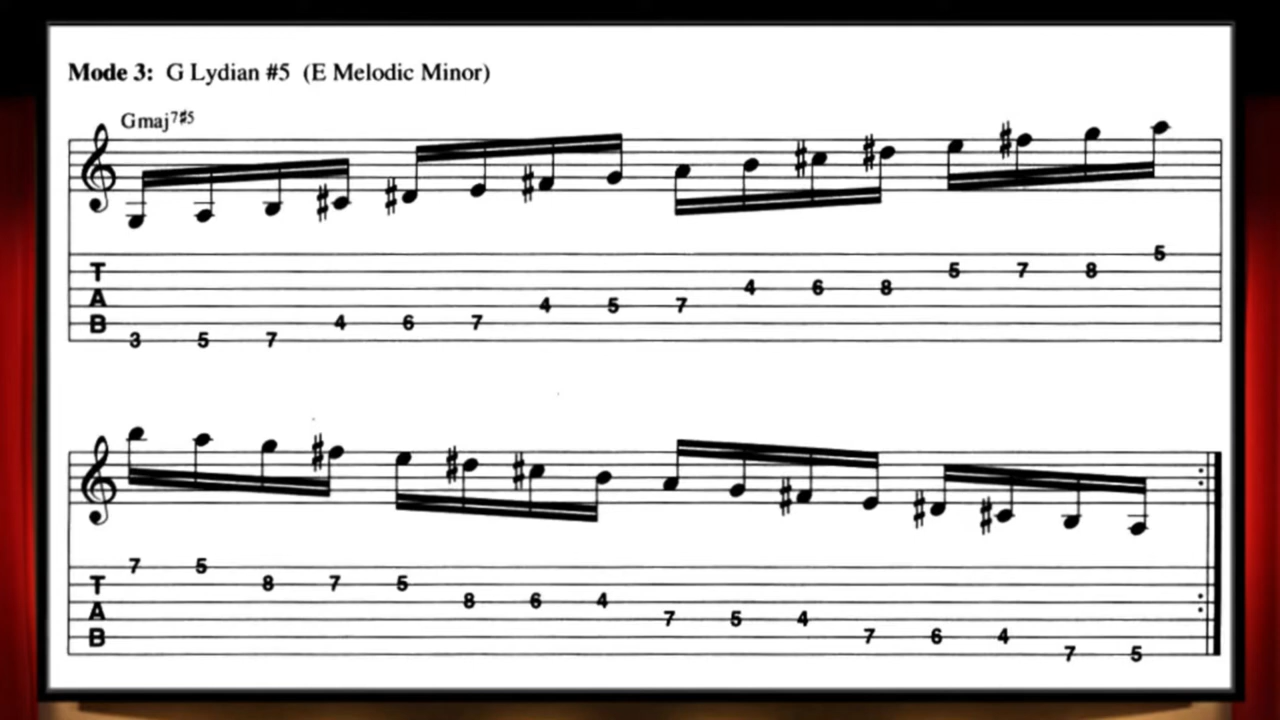 Mode 3: G Lydian #5 (E Melodic Minor)
Gmaj7♯5
T
A
B
3 5 7 4 6 7 4 5 7 4 6 8 5 7 8 5
T
A
B
7 5 8 7 5 8 6 4 7 5 4 7 6 4 7 5